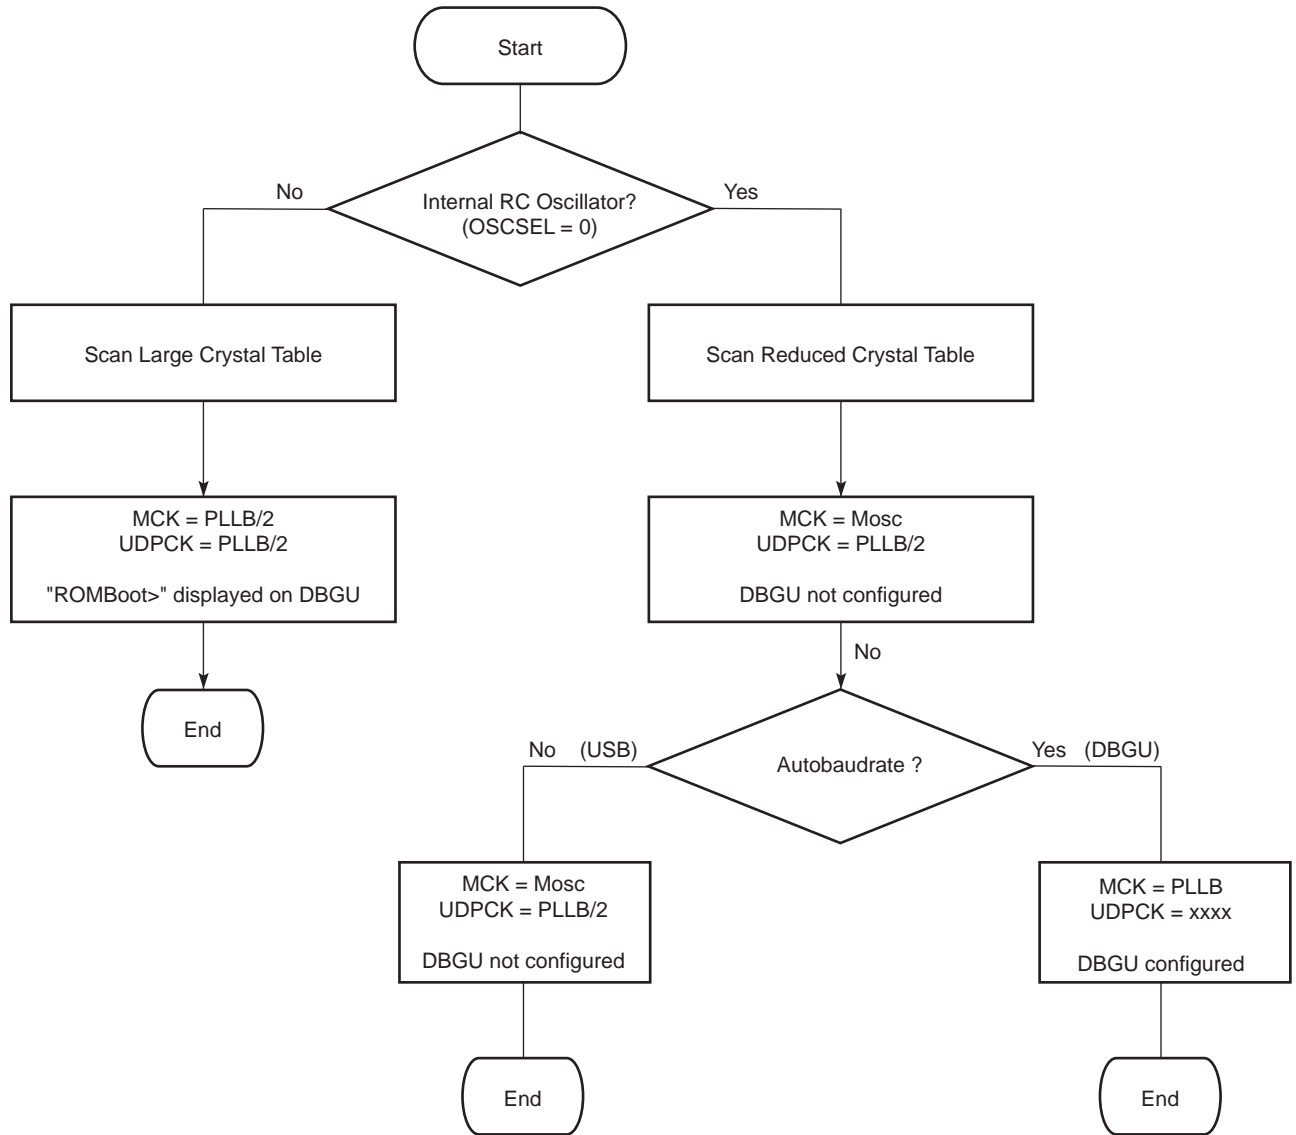 Start
No
Yes
Internal RC Oscillator?
(OSCSEL = 0)
Scan Large Crystal Table
Scan Reduced Crystal Table
MCK = PLLB/2
UDPCK = PLLB/2
"ROMBoot>" displayed on DBGU
MCK = Mosc
UDPCK = PLLB/2
DBGU not configured
No
End
No (USB)
Autobaudrate ?
Yes (DBGU)
MCK = Mosc
UDPCK = PLLB/2
DBGU not configured
MCK = PLLB
UDPCK = xxxx
DBGU configured
End
End